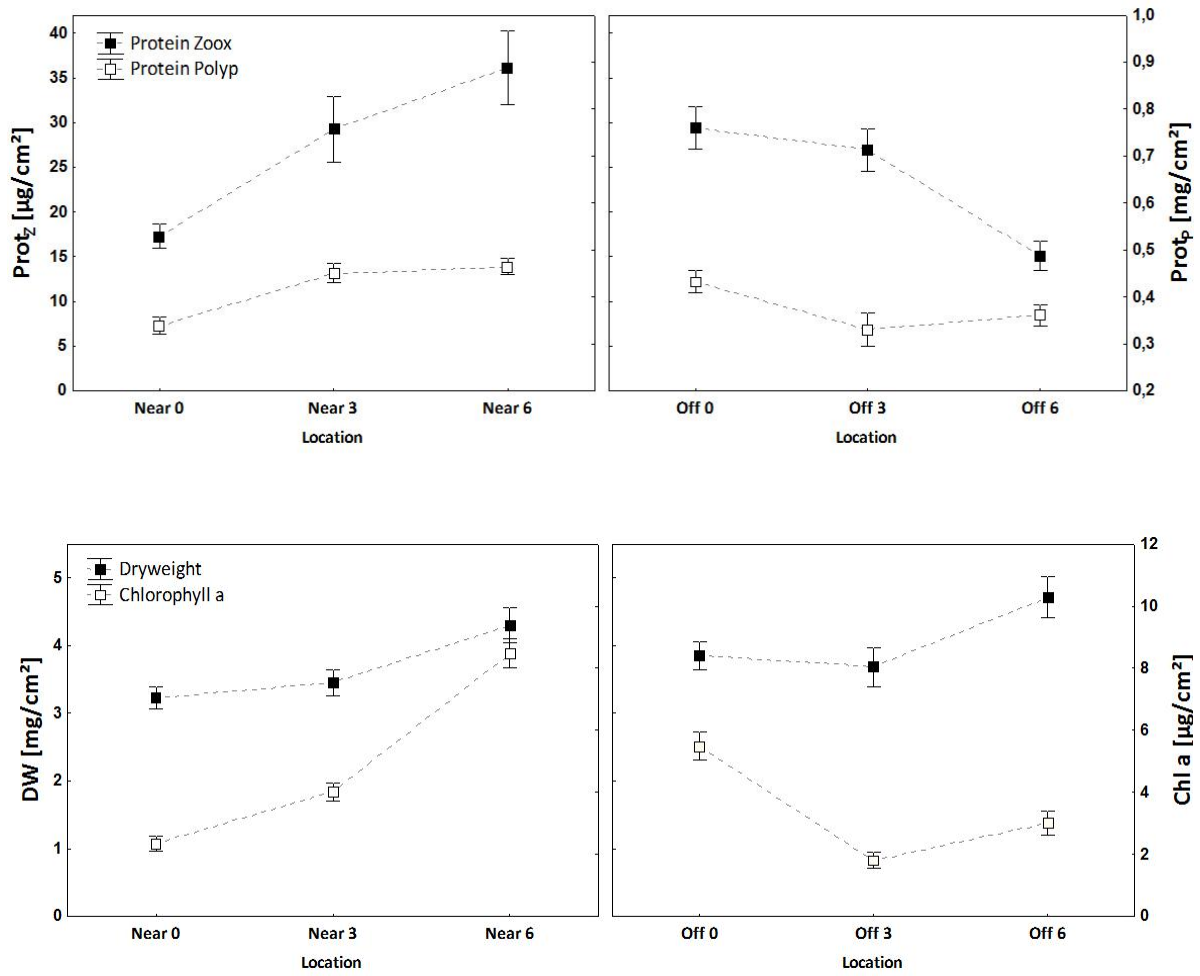 40
35
30
25
20
15
10
5
0
Prot_Z [µg/cm²]
Protein Zoox
Protein Polyp
Near 0 Near 3 Near 6
Location
1,0
0,9
0,8
0,7
0,6
0,5
0,4
0,3
0,2
Prot_P [mg/cm²]
Off 0 Off 3 Off 6
Location
5
4
3
2
1
0
DW [mg/cm²]
Dryweight
Chlorophyll a
Near 0 Near 3 Near 6
Location
12
10
8
6
4
2
0
Chl a [µg/cm²]
Off 0 Off 3 Off 6
Location